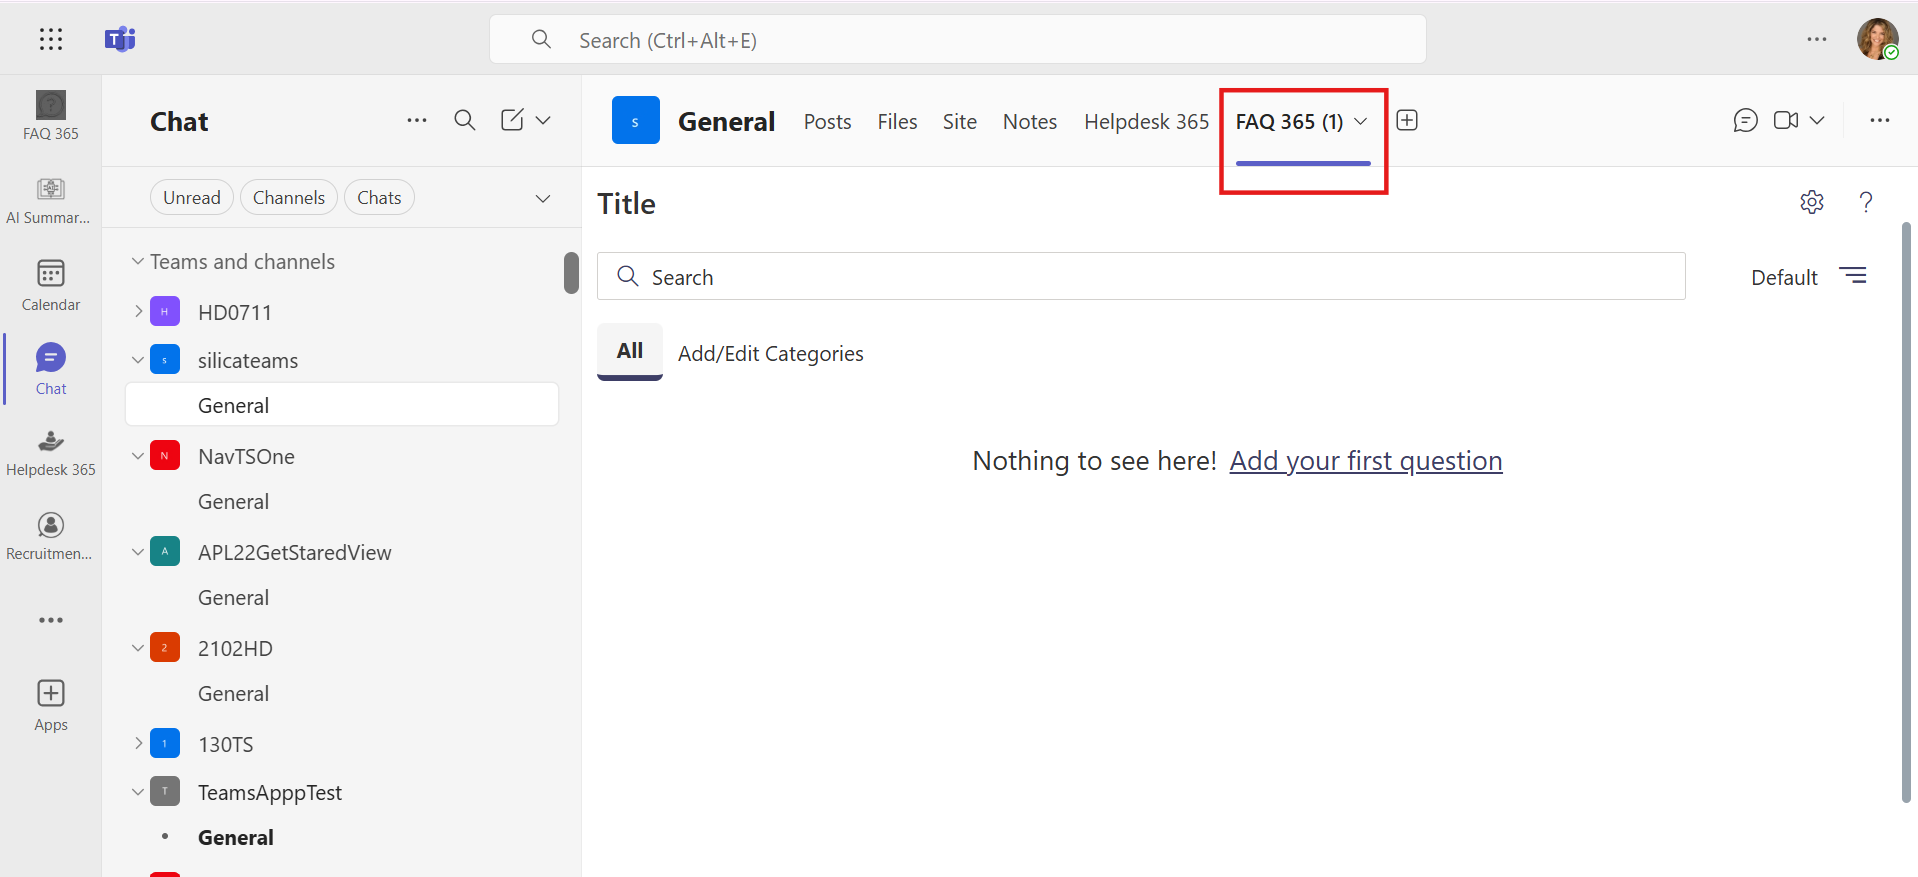 Search (Ctrl+Alt+E)
FAQ 365
AI Summar...
Calendar
Chat
Helpdesk 365
Recruitmen...
Apps
Chat
Unread Channels Chats
Teams and channels
H HD0711
s silicateams
General
N NavTSOne
General
A APL22GetStaredView
General
2 2102HD
General
1 130TS
T TeamsApppTest
General
s General Posts Files Site Notes Helpdesk 365 FAQ 365 (1)
Title
Search
Default
All Add/Edit Categories
Nothing to see here! Add your first question